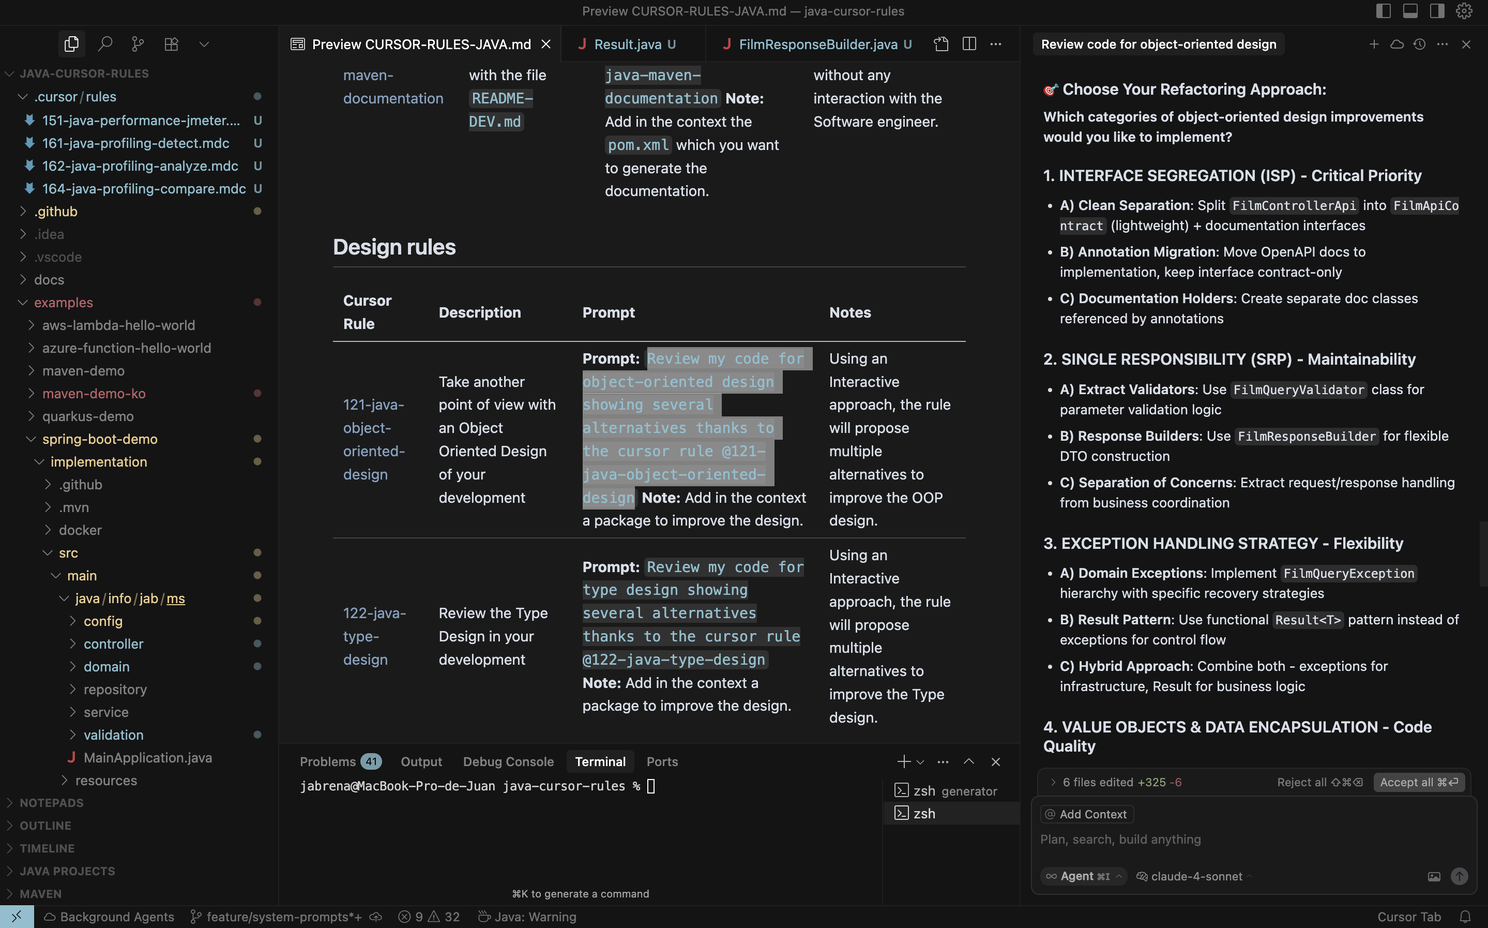 Preview CURSOR-RULES-JAVA.md — java-cursor-rules
JAVA-CURSOR-RULES
.cursor/rules
151-java-performance-jmeter.... U
161-java-profiling-detect.mdc U
162-java-profiling-analyze.mdc U
164-java-profiling-compare.mdc U
.github
.idea
.vscode
docs
examples
aws-lambda-hello-world
azure-function-hello-world
maven-demo
maven-demo-ko
quarkus-demo
spring-boot-demo
implementation
.github
.mvn
docker
src
main
java/info/jab/ms
config
controller
domain
repository
service
validation
J MainApplication.java
resources
NOTEPADS
OUTLINE
TIMELINE
JAVA PROJECTS
MAVEN
Preview CURSOR-RULES-JAVA.md
J Result.java U
J FilmResponseBuilder.java U
maven-
documentation
with the file
README-
DEV.md
java-maven-
documentation Note:
Add in the context the
pom.xml which you want
to generate the
documentation.
without any
interaction with the
Software engineer.
Design rules
Cursor
Rule
Description
Prompt
Notes
121-java-
object-
oriented-
design
Take another
point of view with
an Object
Oriented Design
of your
development
Prompt: Review my code for
object-oriented design
showing several
alternatives thanks to
the cursor rule @121-
java-object-oriented-
design Note: Add in the context
a package to improve the design.
Using an
Interactive
approach, the rule
will propose
multiple
alternatives to
improve the OOP
design.
122-java-
type-
design
Review the Type
Design in your
development
Prompt: Review my code for
type design showing
several alternatives
thanks to the cursor rule
@122-java-type-design
Note: Add in the context a
package to improve the design.
Using an
Interactive
approach, the rule
will propose
multiple
alternatives to
improve the Type
design.
Problems 41 Output Debug Console Terminal Ports
jabrena@MacBook-Pro-de-Juan java-cursor-rules %
zsh generator
zsh
⌘K to generate a command
Review code for object-oriented design
🎯 Choose Your Refactoring Approach:
Which categories of object-oriented design improvements
would you like to implement?
1. INTERFACE SEGREGATION (ISP) - Critical Priority
• A) Clean Separation: Split FilmControllerApi into FilmApiCo
ntract (lightweight) + documentation interfaces
• B) Annotation Migration: Move OpenAPI docs to
implementation, keep interface contract-only
• C) Documentation Holders: Create separate doc classes
referenced by annotations
2. SINGLE RESPONSIBILITY (SRP) - Maintainability
• A) Extract Validators: Use FilmQueryValidator class for
parameter validation logic
• B) Response Builders: Use FilmResponseBuilder for flexible
DTO construction
• C) Separation of Concerns: Extract request/response handling
from business coordination
3. EXCEPTION HANDLING STRATEGY - Flexibility
• A) Domain Exceptions: Implement FilmQueryException
hierarchy with specific recovery strategies
• B) Result Pattern: Use functional Result<T> pattern instead of
exceptions for control flow
• C) Hybrid Approach: Combine both - exceptions for
infrastructure, Result for business logic
4. VALUE OBJECTS & DATA ENCAPSULATION - Code
Quality
6 files edited +325 -6 Reject all ⇧⌘⌫ Accept all ⌘⏎
@ Add Context
Plan, search, build anything
∞ Agent ⌘I claude-4-sonnet
Background Agents feature/system-prompts*+ 9 32 Java: Warning
Cursor Tab